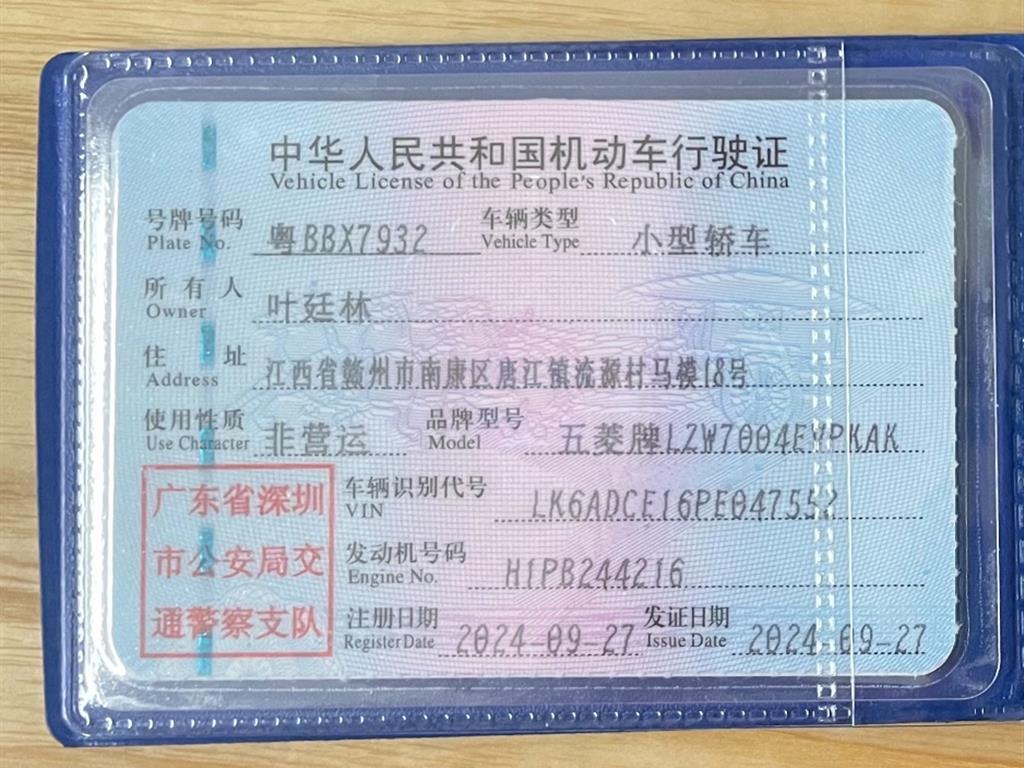 中华人民共和国机动车行驶证
Vehicle License of the People's Republic of China
号牌号码 粤BBX7932 车辆类型 小型轿车
Plate No. Vehicle Type
所有人 叶廷林
Owner
住址 江西省赣州市南康区唐江镇流源村马模18号
Address
使用性质 非营运 品牌型号 五菱牌LZW7004EVPKAK
Use Character Model
广东省深圳
市公安局交
通警察支队
车辆识别代号 LK6ADCE16PE047552
VIN
发动机号码 H1PB244216
Engine No.
注册日期 2024-09-27 发证日期 2024-09-27
Register Date Issue Date